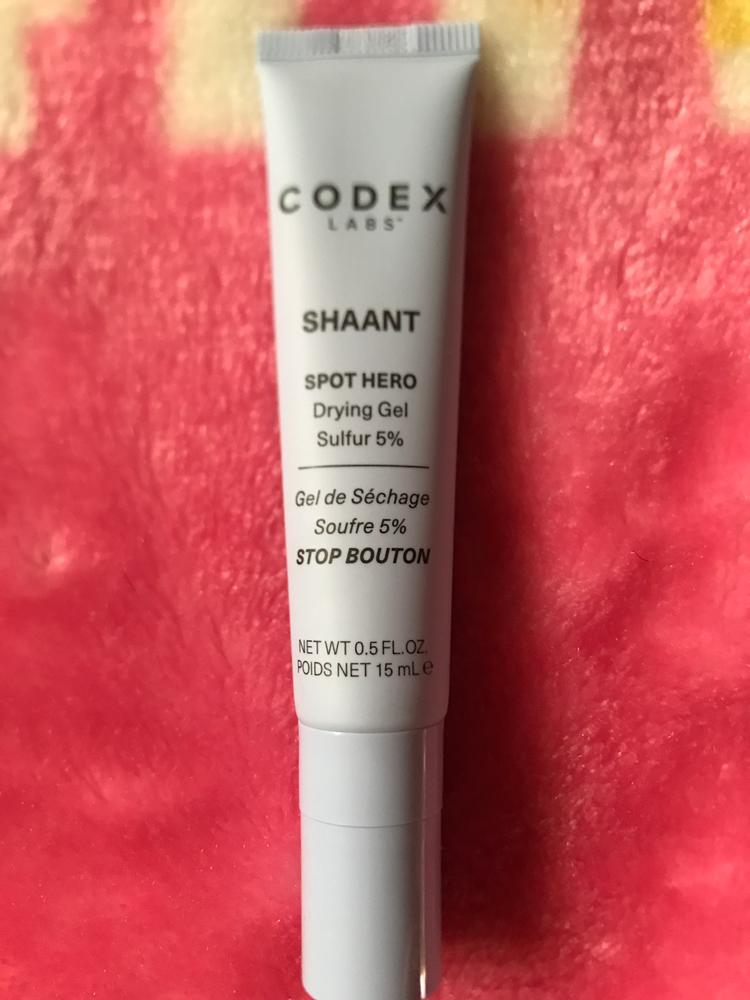 CODEX
LABS™
SHAANT
SPOT HERO
Drying Gel
Sulfur 5%
Gel de Séchage
Soufre 5%
STOP BOUTON
NET WT 0.5 FL.OZ.
POIDS NET 15 mL ℮